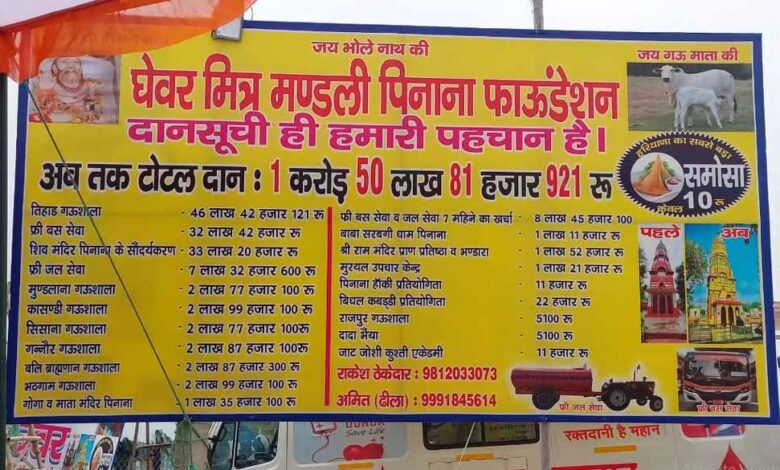 जय भोले नाथ की
जय गऊ माता की
घेवर मित्र मण्डली पिनाना फाऊंडेशन
दानसूची ही हमारी पहचान है।
अब तक टोटल दान : 1 करोड़ 50 लाख 81 हजार 921 रू
हरियाणा का सबसे बड़ा
समोसा
केवल 10 रू
तिहाड गऊशाला - 46 लाख 42 हजार 121 रू
फ्री बस सेवा - 32 लाख 42 हजार रू
शिव मंदिर पिनाना के सौंदर्यकरण - 33 लाख 20 हजार रू
फ्री जल सेवा - 7 लाख 32 हजार 600 रू
मुण्डलाना गऊशाला - 2 लाख 77 हजार 100 रू
कासण्डी गऊशाला - 2 लाख 99 हजार 100 रू
सिसाना गऊशाला - 2 लाख 77 हजार 100रू
गन्नौर गऊशाला - 2 लाख 87 हजार 100रू
बलि ब्राह्मणान गऊशाला - 2 लाख 87 हजार 300 रू
भठगाम गऊशाला - 2 लाख 99 हजार 100 रू
गोगा व माता मंदिर पिनाना - 1 लाख 35 हजार 100 रू
फ्री बस सेवा व जल सेवा 7 महिने का खर्चा - 8 लाख 45 हजार 100
बाबा सरबगी धाम पिनाना - 1 लाख 11 हजार रू
श्री राम मंदिर प्राण प्रतिष्ठा व भण्डारा - 1 लाख 52 हजार रू
मुरथल उपचार केन्द्र - 1 लाख 21 हजार रू
पिनाना हॉकी प्रतियोगिता - 11 हजार रू
बिधल कबड्डी प्रतियोगिता - 22 हजार रू
राजपुर गऊशाला - 5100 रू
दादा भैया - 5100 रू
जाट जोशी कुश्ती एकेडमी - 11 हजार रू
राकेश ठेकेदार : 9812033073
अमित (ढीला) : 9991845614
पहले
अब
फ्री जल सेवा
फ्री बस सेवा
DONOR
Save Life
रक्तदानी है महान